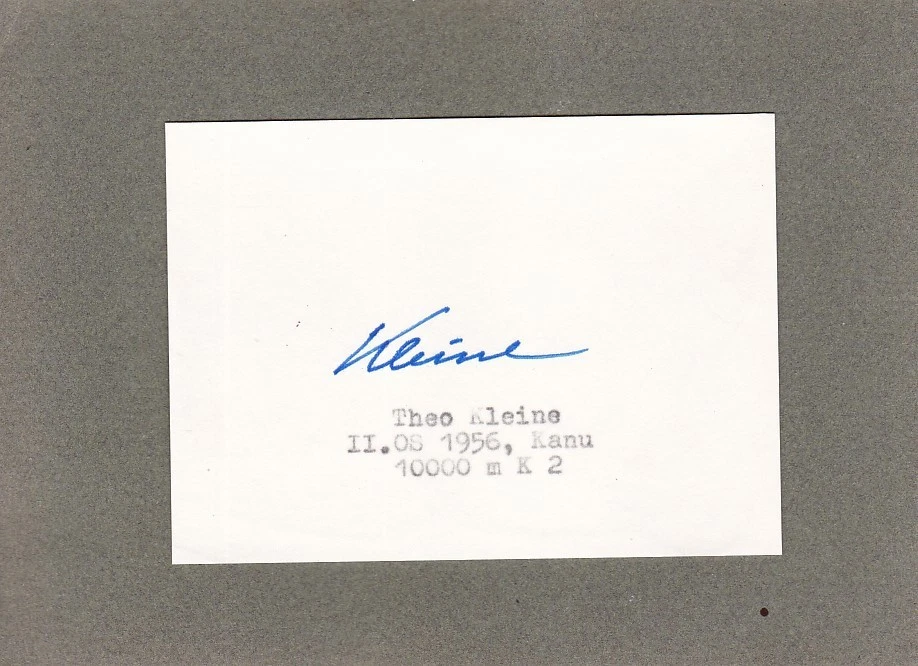 Kleine
Theo Kleine
II.OS 1956, Kanu
10000 m K 2